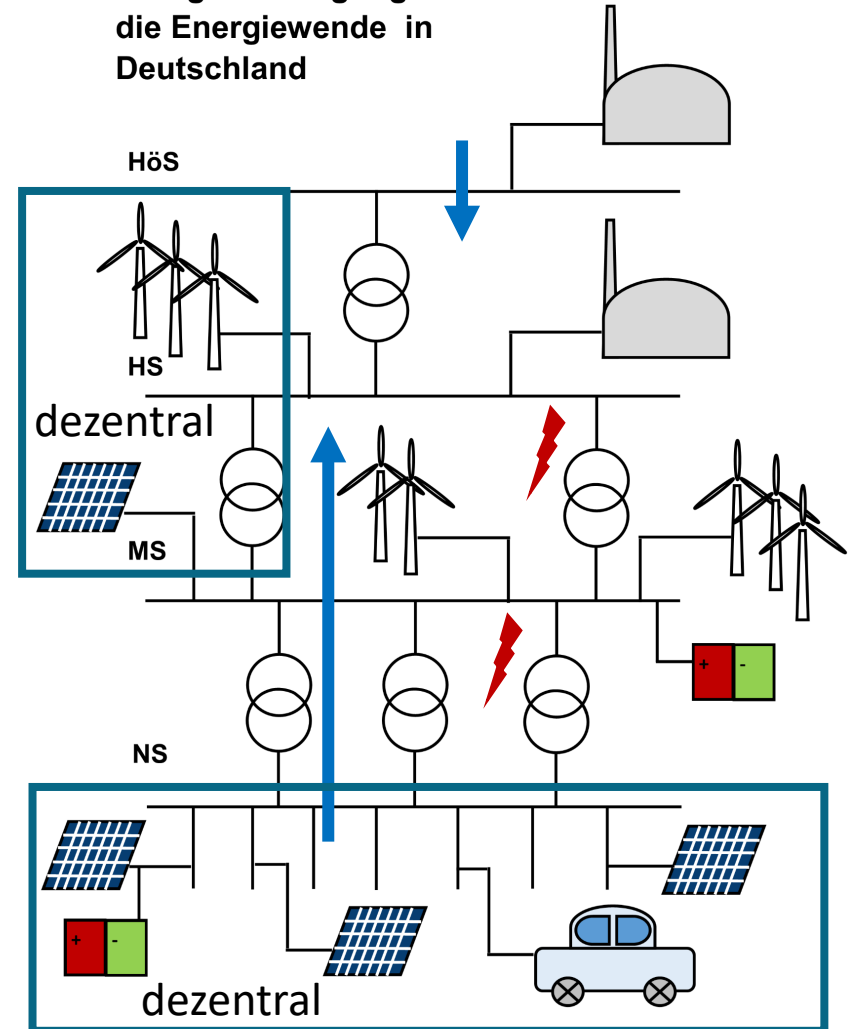 die Energiewende in
Deutschland
HöS
HS
dezentral
MS
+ -
NS
+ -
dezentral